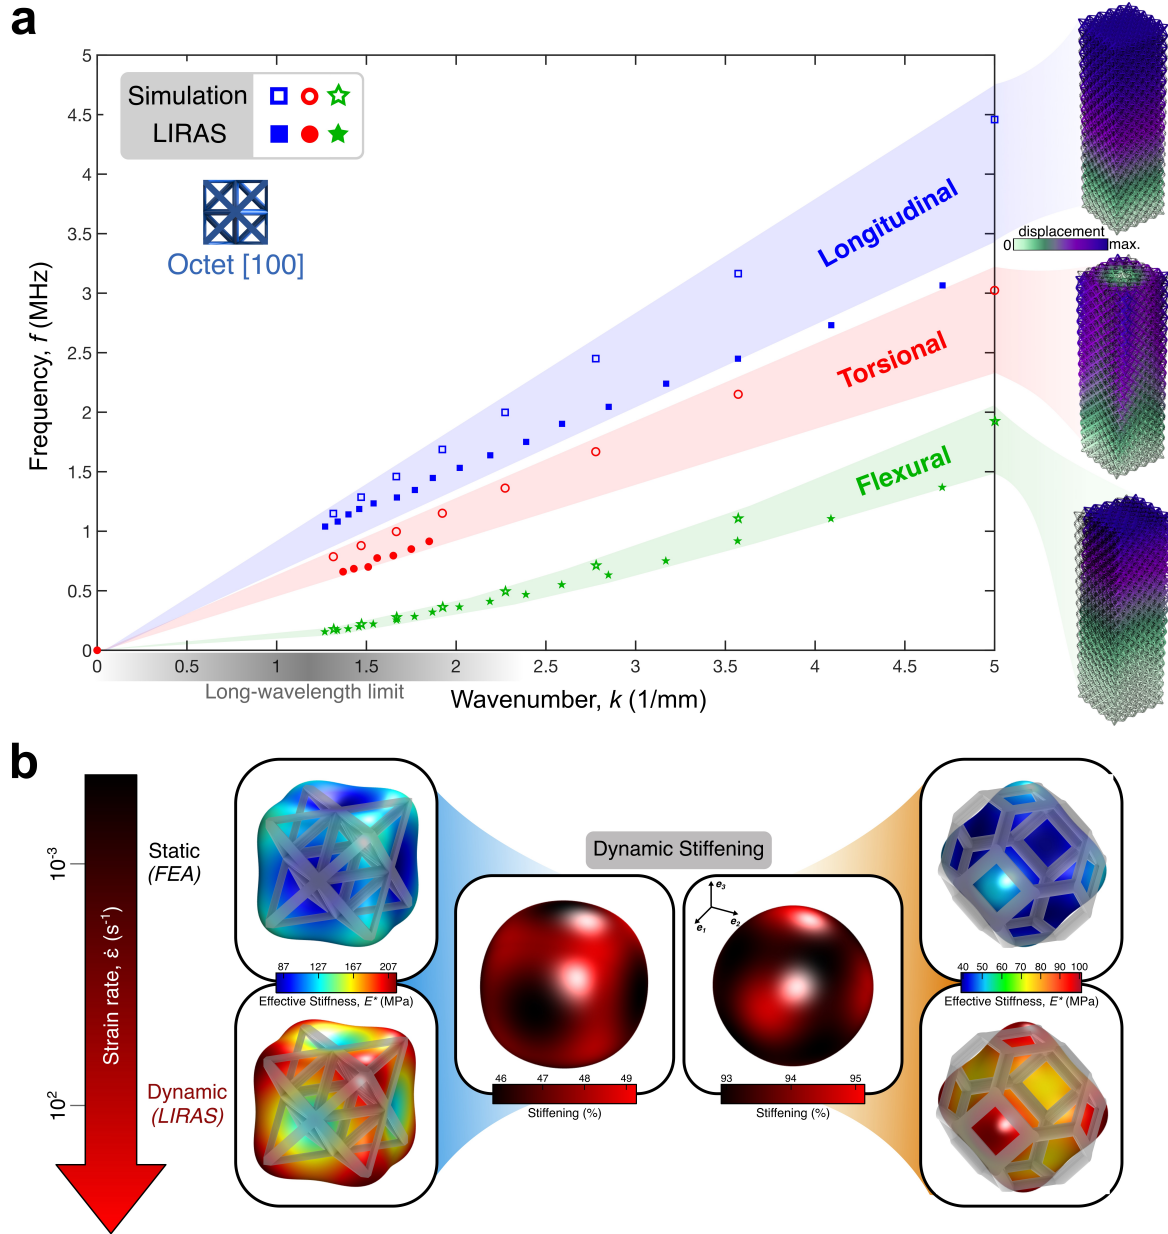 a
5
4.5
4
3.5
3
2.5
2
1.5
1
0.5
0
Frequency, f (MHz)
Simulation
LIRAS
Octet [100]
Longitudinal
Torsional
Flexural
displacement
0 max.
0 0.5 1 1.5 2 2.5 3 3.5 4 4.5 5
Long-wavelength limit
Wavenumber, k (1/mm)
b
10⁻³
10²
Strain rate, ε̇ (s⁻¹)
Static
(FEA)
Dynamic
(LIRAS)
87 127 167 207
Effective Stiffness, E* (MPa)
Dynamic Stiffening
46 47 48 49
Stiffening (%)
e₃
e₂
e₁
93 94 95
Stiffening (%)
40 50 60 70 80 90 100
Effective Stiffness, E* (MPa)